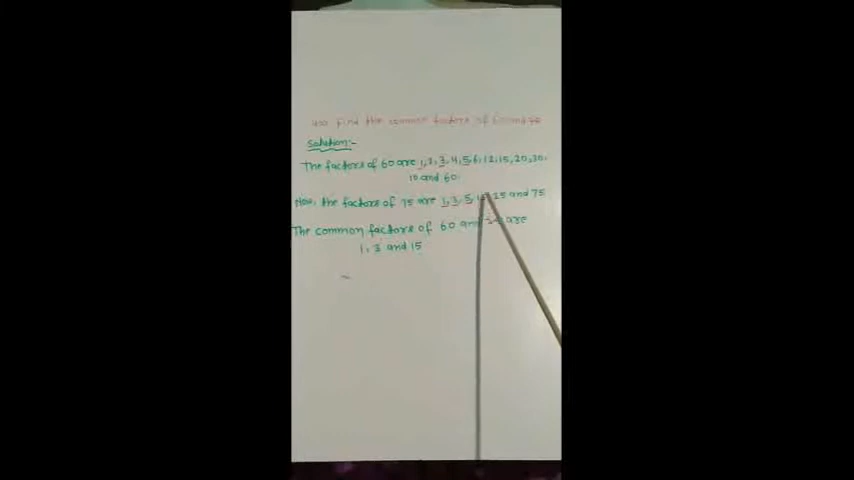 Find the common factors of 60 and 75
Solution:-
The factors of 60 are 1, 2, 3, 4, 5, 6, 12, 15, 20, 30,
10 and 60.
Now, the factors of 75 are 1, 3, 5, 25 and 75
The common factors of 60 and are
1, 3 and 15